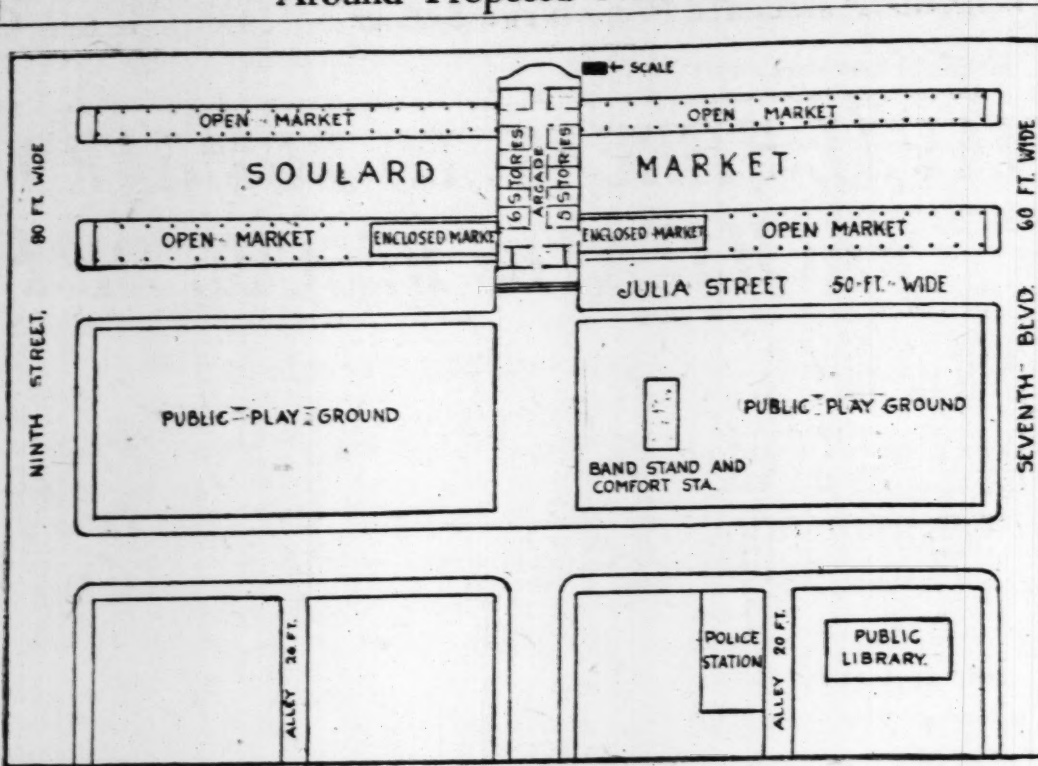 Around Proposed
← SCALE
OPEN MARKET
OPEN MARKET
SOULARD
MARKET
6 STORES
ARCADE
5 STORES
OPEN MARKET
ENCLOSED MARKET
ENCLOSED MARKET
OPEN MARKET
JULIA STREET 50-FT. WIDE
NINTH STREET, 80 FT WIDE
SEVENTH BLVD. 60 FT. WIDE
PUBLIC PLAY GROUND
PUBLIC PLAY GROUND
BAND STAND AND
COMFORT STA.
ALLEY 20 FT.
POLICE
STATION
ALLEY 20 FT.
PUBLIC
LIBRARY.